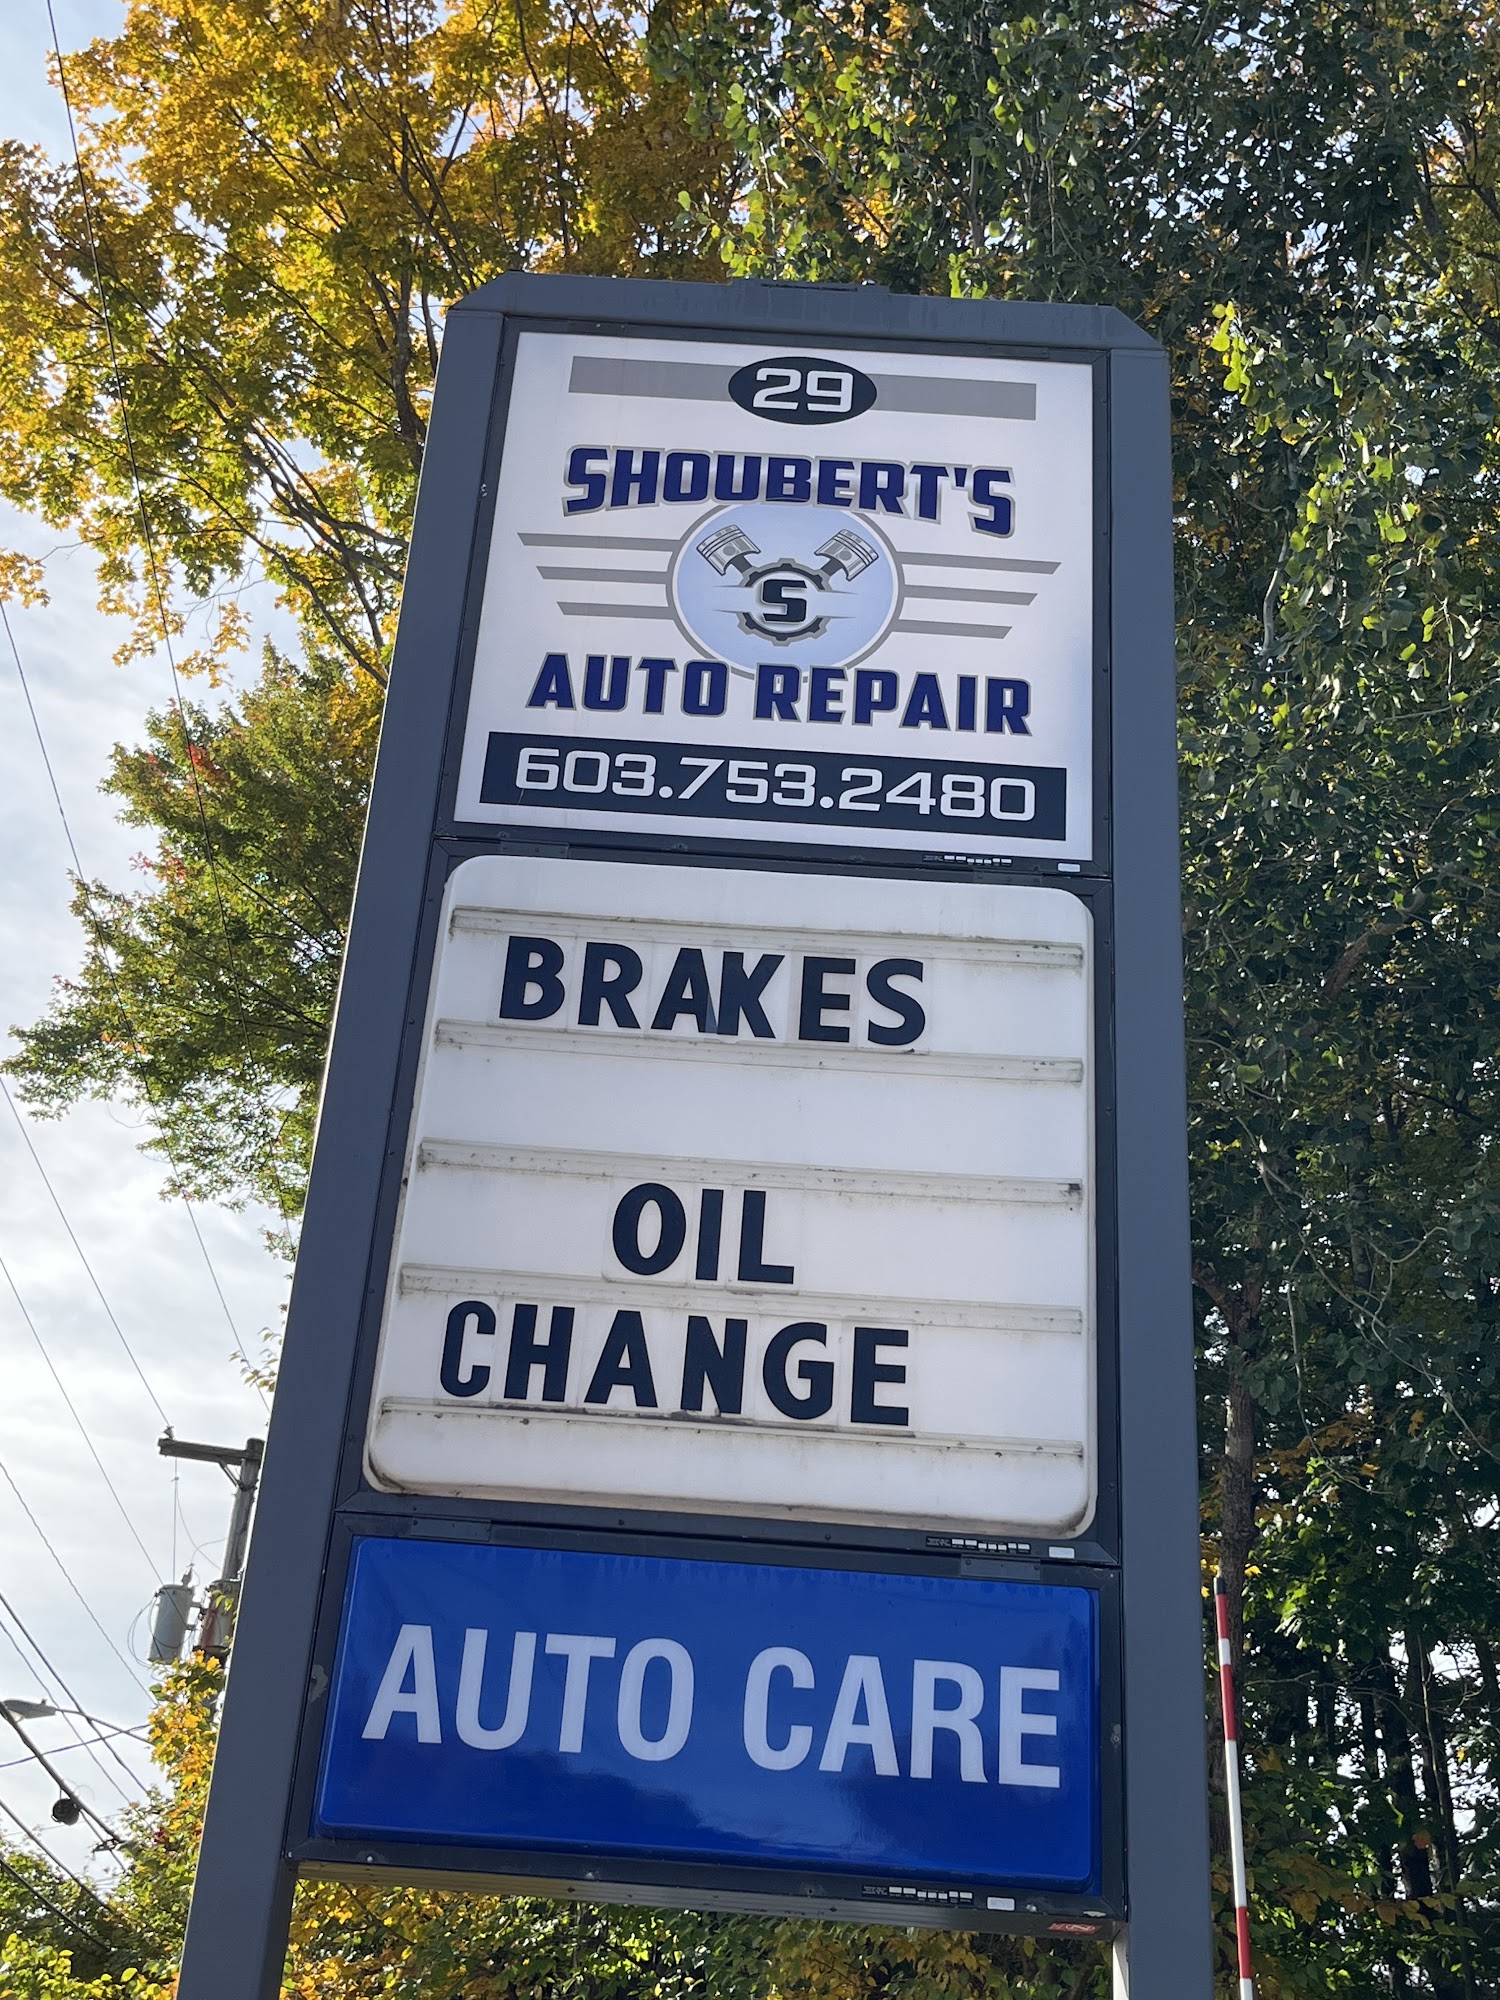 29
SHOUBERT'S
S
AUTO REPAIR
603.753.2480
BRAKES
OIL
CHANGE
AUTO CARE